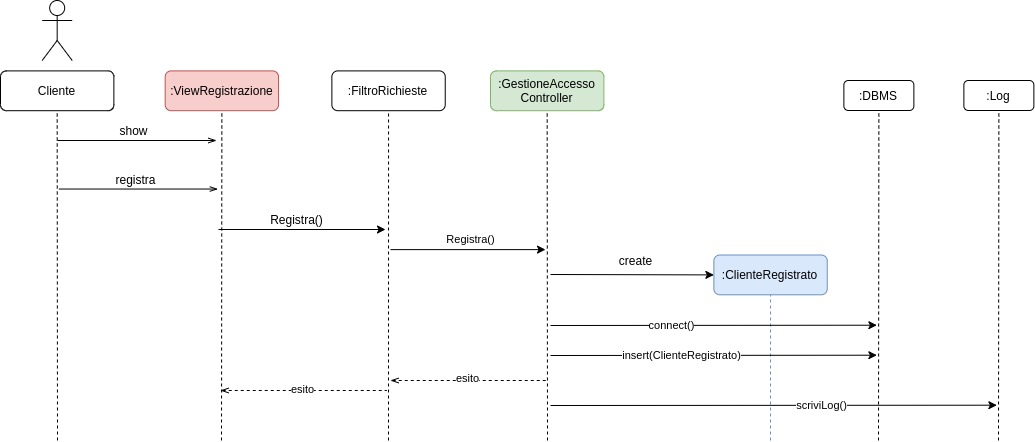 Cliente
:ViewRegistrazione
:FiltroRichieste
:GestioneAccesso
Controller
:DBMS
:Log
show
registra
Registra()
Registra()
create
:ClienteRegistrato
connect()
insert(ClienteRegistrato)
esito
esito
scriviLog()